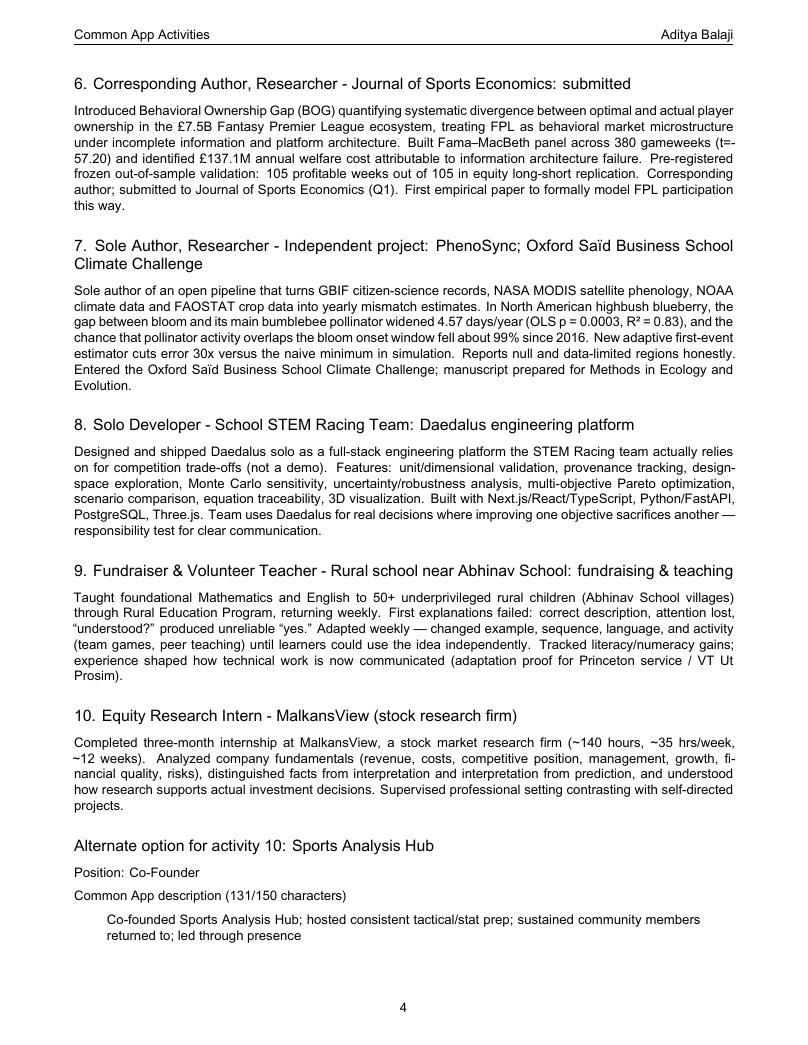 Common App Activities
Aditya Balaji
6. Corresponding Author, Researcher - Journal of Sports Economics: submitted
Introduced Behavioral Ownership Gap (BOG) quantifying systematic divergence between optimal and actual player
ownership in the £7.5B Fantasy Premier League ecosystem, treating FPL as behavioral market microstructure
under incomplete information and platform architecture. Built Fama–MacBeth panel across 380 gameweeks (t=-
57.20) and identified £137.1M annual welfare cost attributable to information architecture failure. Pre-registered
frozen out-of-sample validation: 105 profitable weeks out of 105 in equity long-short replication. Corresponding
author; submitted to Journal of Sports Economics (Q1). First empirical paper to formally model FPL participation
this way.
7. Sole Author, Researcher - Independent project: PhenoSync; Oxford Saïd Business School
Climate Challenge
Sole author of an open pipeline that turns GBIF citizen-science records, NASA MODIS satellite phenology, NOAA
climate data and FAOSTAT crop data into yearly mismatch estimates. In North American highbush blueberry, the
gap between bloom and its main bumblebee pollinator widened 4.57 days/year (OLS p = 0.0003, R² = 0.83), and the
chance that pollinator activity overlaps the bloom onset window fell about 99% since 2016. New adaptive first-event
estimator cuts error 30x versus the naive minimum in simulation. Reports null and data-limited regions honestly.
Entered the Oxford Saïd Business School Climate Challenge; manuscript prepared for Methods in Ecology and
Evolution.
8. Solo Developer - School STEM Racing Team: Daedalus engineering platform
Designed and shipped Daedalus solo as a full-stack engineering platform the STEM Racing team actually relies
on for competition trade-offs (not a demo). Features: unit/dimensional validation, provenance tracking, design-
space exploration, Monte Carlo sensitivity, uncertainty/robustness analysis, multi-objective Pareto optimization,
scenario comparison, equation traceability, 3D visualization. Built with Next.js/React/TypeScript, Python/FastAPI,
PostgreSQL, Three.js. Team uses Daedalus for real decisions where improving one objective sacrifices another —
responsibility test for clear communication.
9. Fundraiser & Volunteer Teacher - Rural school near Abhinav School: fundraising & teaching
Taught foundational Mathematics and English to 50+ underprivileged rural children (Abhinav School villages)
through Rural Education Program, returning weekly. First explanations failed: correct description, attention lost,
“understood?” produced unreliable “yes.” Adapted weekly — changed example, sequence, language, and activity
(team games, peer teaching) until learners could use the idea independently. Tracked literacy/numeracy gains;
experience shaped how technical work is now communicated (adaptation proof for Princeton service / VT Ut
Prosim).
10. Equity Research Intern - MalkansView (stock research firm)
Completed three-month internship at MalkansView, a stock market research firm (~140 hours, ~35 hrs/week,
~12 weeks). Analyzed company fundamentals (revenue, costs, competitive position, management, growth, fi-
nancial quality, risks), distinguished facts from interpretation and interpretation from prediction, and understood
how research supports actual investment decisions. Supervised professional setting contrasting with self-directed
projects.
Alternate option for activity 10: Sports Analysis Hub
Position: Co-Founder
Common App description (131/150 characters)
Co-founded Sports Analysis Hub; hosted consistent tactical/stat prep; sustained community members
returned to; led through presence
4